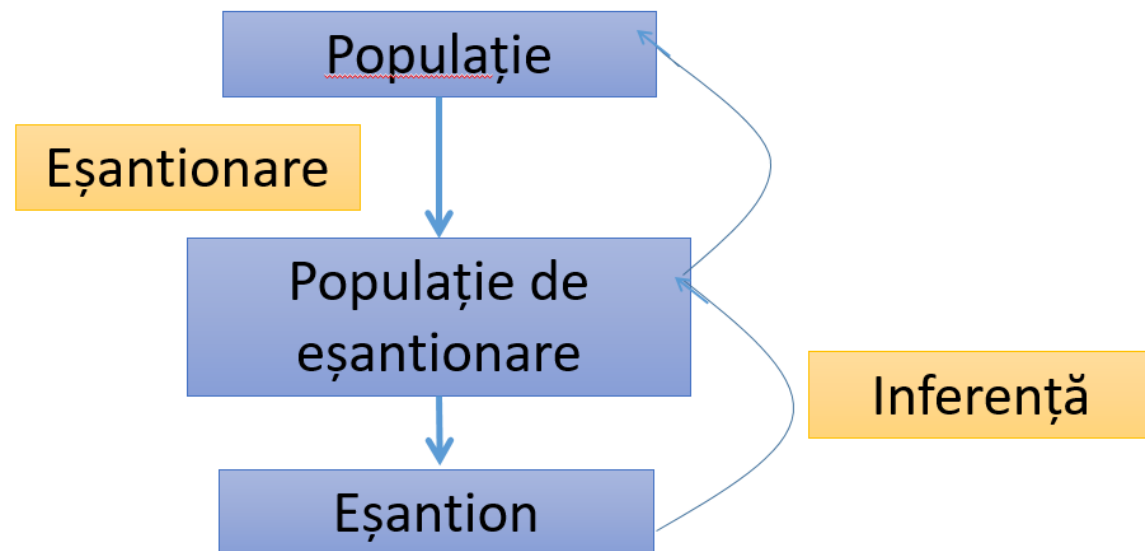 Populație
Eșantionare
Populație de
eșantionare
Inferență
Eșantion